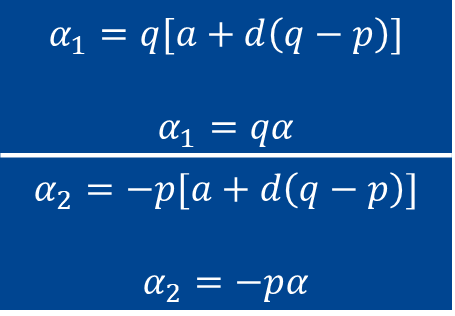 α₁ = q[a + d(q − p)]
α₁ = qα
α₂ = −p[a + d(q − p)]
α₂ = −pα